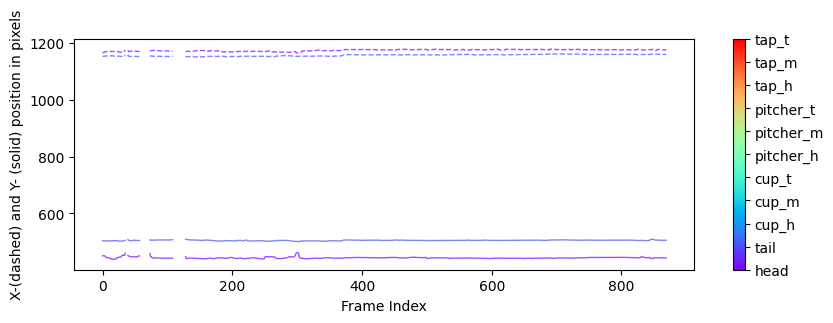 X-(dashed) and Y- (solid) position in pixels
1200
1000
800
600
0
200
400
600
800
Frame Index
tap_t
tap_m
tap_h
pitcher_t
pitcher_m
pitcher_h
cup_t
cup_m
cup_h
tail
head